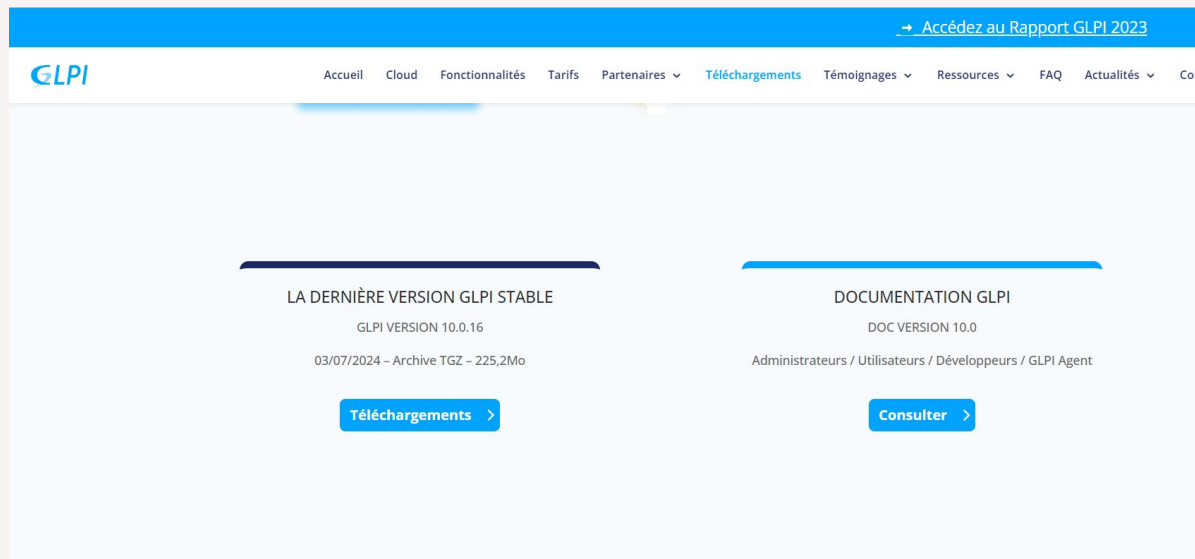 → Accédez au Rapport GLPI 2023
GLPI
Accueil Cloud Fonctionnalités Tarifs Partenaires Téléchargements Témoignages Ressources FAQ Actualités
LA DERNIÈRE VERSION GLPI STABLE
GLPI VERSION 10.0.16
03/07/2024 – Archive TGZ – 225,2Mo
Téléchargements
DOCUMENTATION GLPI
DOC VERSION 10.0
Administrateurs / Utilisateurs / Développeurs / GLPI Agent
Consulter